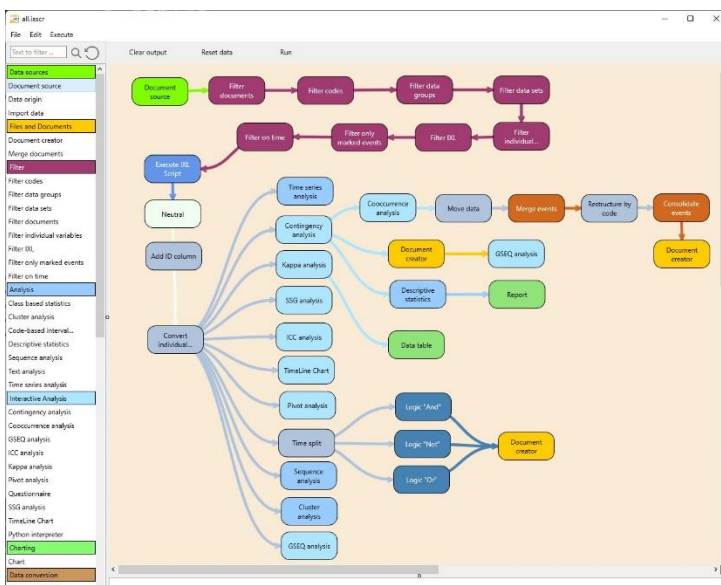 all.iascr
File Edit Execute
Text to filter ...
Clear output Reset data Run
Data sources
Document source
Data origin
Import data
Files and Documents
Document creator
Merge documents
Filter
Filter codes
Filter data groups
Filter data sets
Filter documents
Filter individual variables
Filter IXL
Filter only marked events
Filter on time
Analysis
Class based statistics
Cluster analysis
Code-based interval...
Descriptive statistics
Sequence analysis
Text analysis
Time series analysis
Interactive Analysis
Contingency analysis
Cooccurrence analysis
GSEQ analysis
ICC analysis
Kappa analysis
Pivot analysis
Questionnaire
SSG analysis
TimeLine Chart
Python interpreter
Charting
Chart
Data conversion
Document
source
Filter
documents
Filter codes
Filter data
groups
Filter data sets
Filter on time
Filter only
marked events
Filter IXL
Filter
individual...
Execute IXL
Script
Neutral
Add ID column
Convert
individual...
Time series
analysis
Contingency
analysis
Kappa analysis
SSG analysis
ICC analysis
TimeLine Chart
Pivot analysis
Time split
Sequence
analysis
Cluster
analysis
GSEQ analysis
Cooccurrence
analysis
Move data
Merge events
Restructure by
code
Consolidate
events
Document
creator
GSEQ analysis
Document
creator
Descriptive
statistics
Report
Data table
Logic "And"
Logic "Not"
Logic "Or"
Document
creator